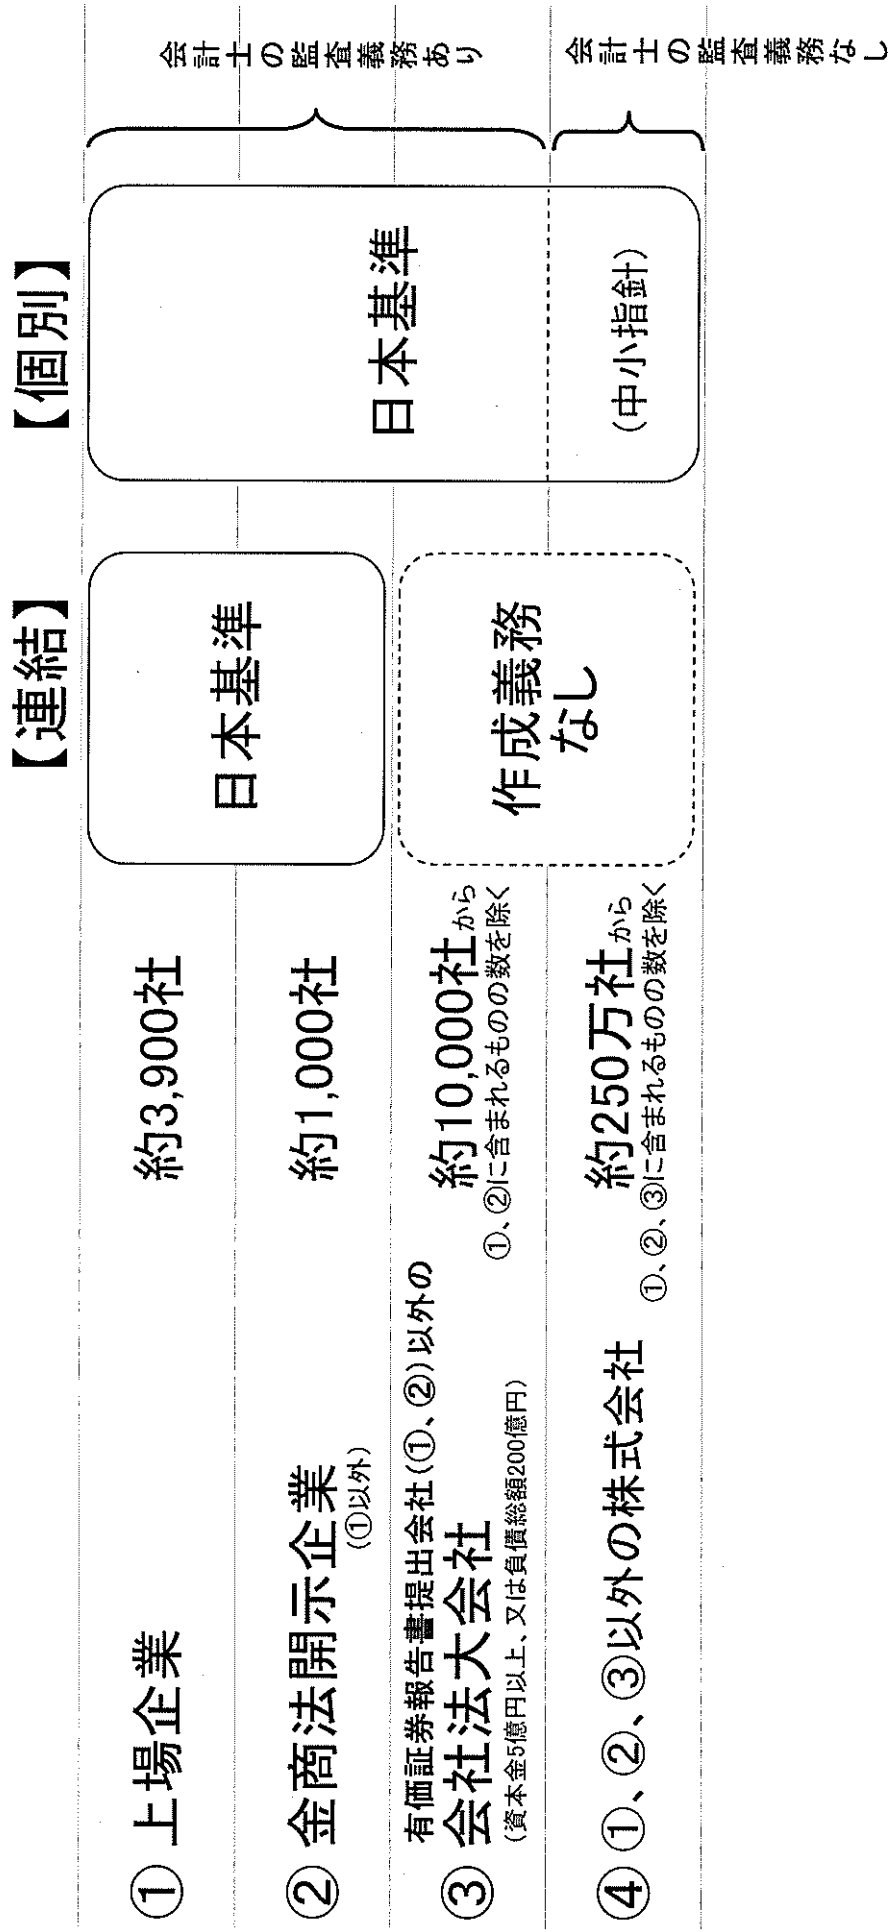 【連結】
【個別】
① 上場企業
約3,900社
日本基準
日本基準
会計士の監査義務あり
② 金商法開示企業
(①以外)
約1,000社
有価証券報告書提出会社(①、②)以外の
③ 会社法大会社
(資本金5億円以上、又は負債総額200億円)
約10,000社から
①、②に含まれるものの数を除く
作成義務
なし
④ ①、②、③以外の株式会社
約250万社から
①、②、③に含まれるものの数を除く
(中小指針)
会計士の監査義務なし